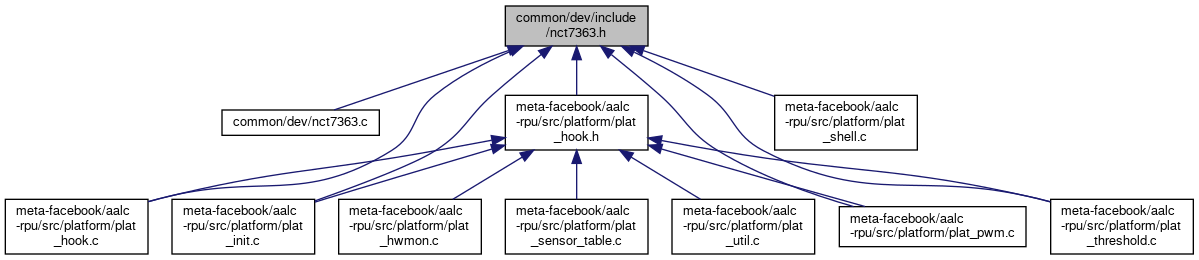 common/dev/include
/nct7363.h
common/dev/nct7363.c
meta-facebook/aalc
-rpu/src/platform/plat
_hook.h
meta-facebook/aalc
-rpu/src/platform/plat
_shell.c
meta-facebook/aalc
-rpu/src/platform/plat
_hook.c
meta-facebook/aalc
-rpu/src/platform/plat
_init.c
meta-facebook/aalc
-rpu/src/platform/plat
_hwmon.c
meta-facebook/aalc
-rpu/src/platform/plat
_sensor_table.c
meta-facebook/aalc
-rpu/src/platform/plat
_util.c
meta-facebook/aalc
-rpu/src/platform/plat_pwm.c
meta-facebook/aalc
-rpu/src/platform/plat
_threshold.c